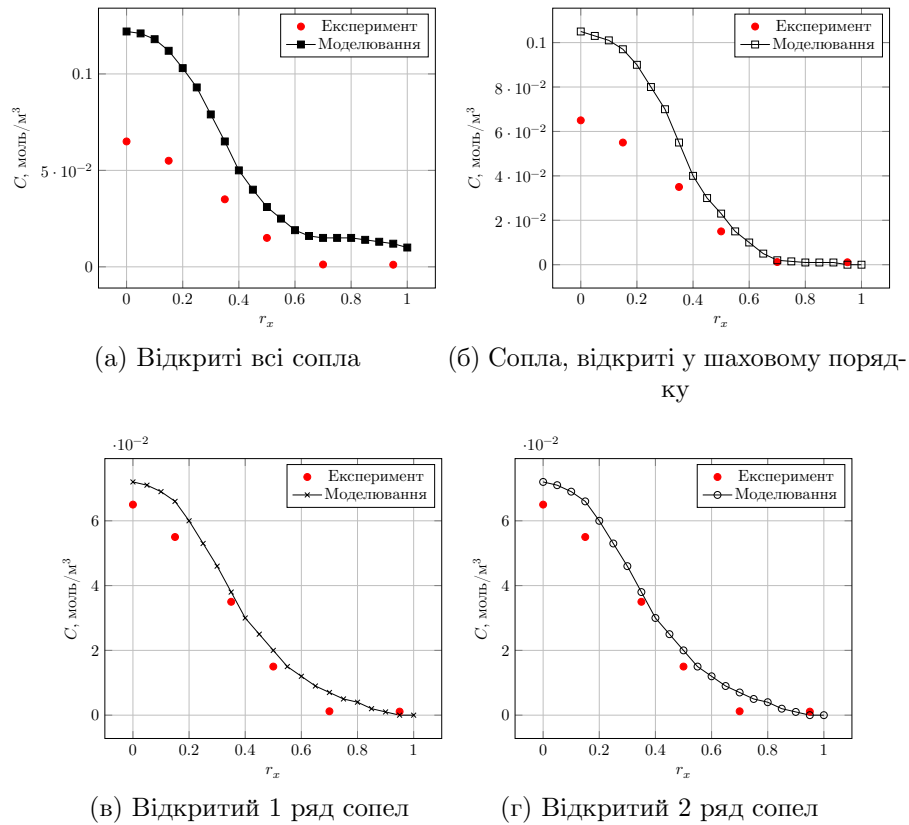 Експеримент
Моделювання
0.1
5 · 10⁻²
0
C, моль/м³
0 0.2 0.4 0.6 0.8 1
rₓ
(а) Відкриті всі сопла
Експеримент
Моделювання
0.1
8 · 10⁻²
6 · 10⁻²
4 · 10⁻²
2 · 10⁻²
0
C, моль/м³
0 0.2 0.4 0.6 0.8 1
rₓ
(б) Сопла, відкриті у шаховому поряд-
ку
·10⁻²
Експеримент
Моделювання
6
4
2
0
C, моль/м³
0 0.2 0.4 0.6 0.8 1
rₓ
(в) Відкритий 1 ряд сопел
·10⁻²
Експеримент
Моделювання
6
4
2
0
C, моль/м³
0 0.2 0.4 0.6 0.8 1
rₓ
(г) Відкритий 2 ряд сопел